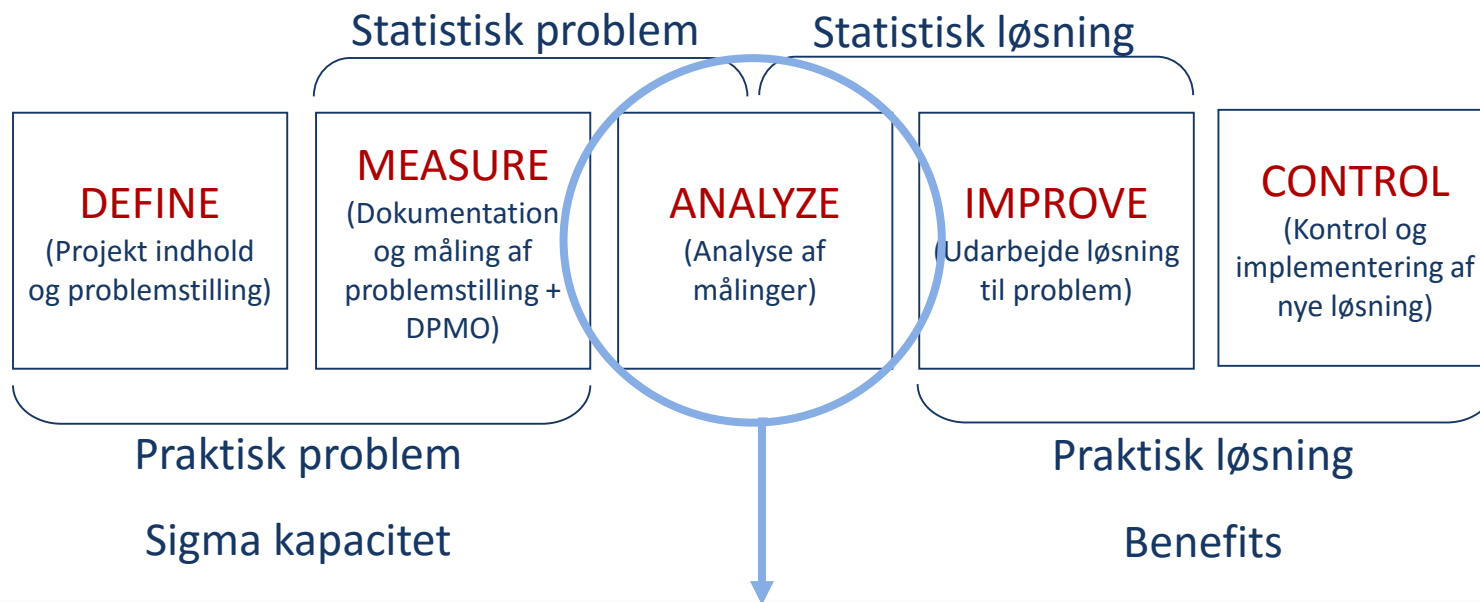 Statistisk problem
Statistisk løsning
DEFINE
(Projekt indhold
og problemstilling)
MEASURE
(Dokumentation
og måling af
problemstilling +
DPMO)
ANALYZE
(Analyse af
målinger)
IMPROVE
(Udarbejde løsning
til problem)
CONTROL
(Kontrol og
implementering af
nye løsning)
Praktisk problem
Praktisk løsning
Sigma kapacitet
Benefits